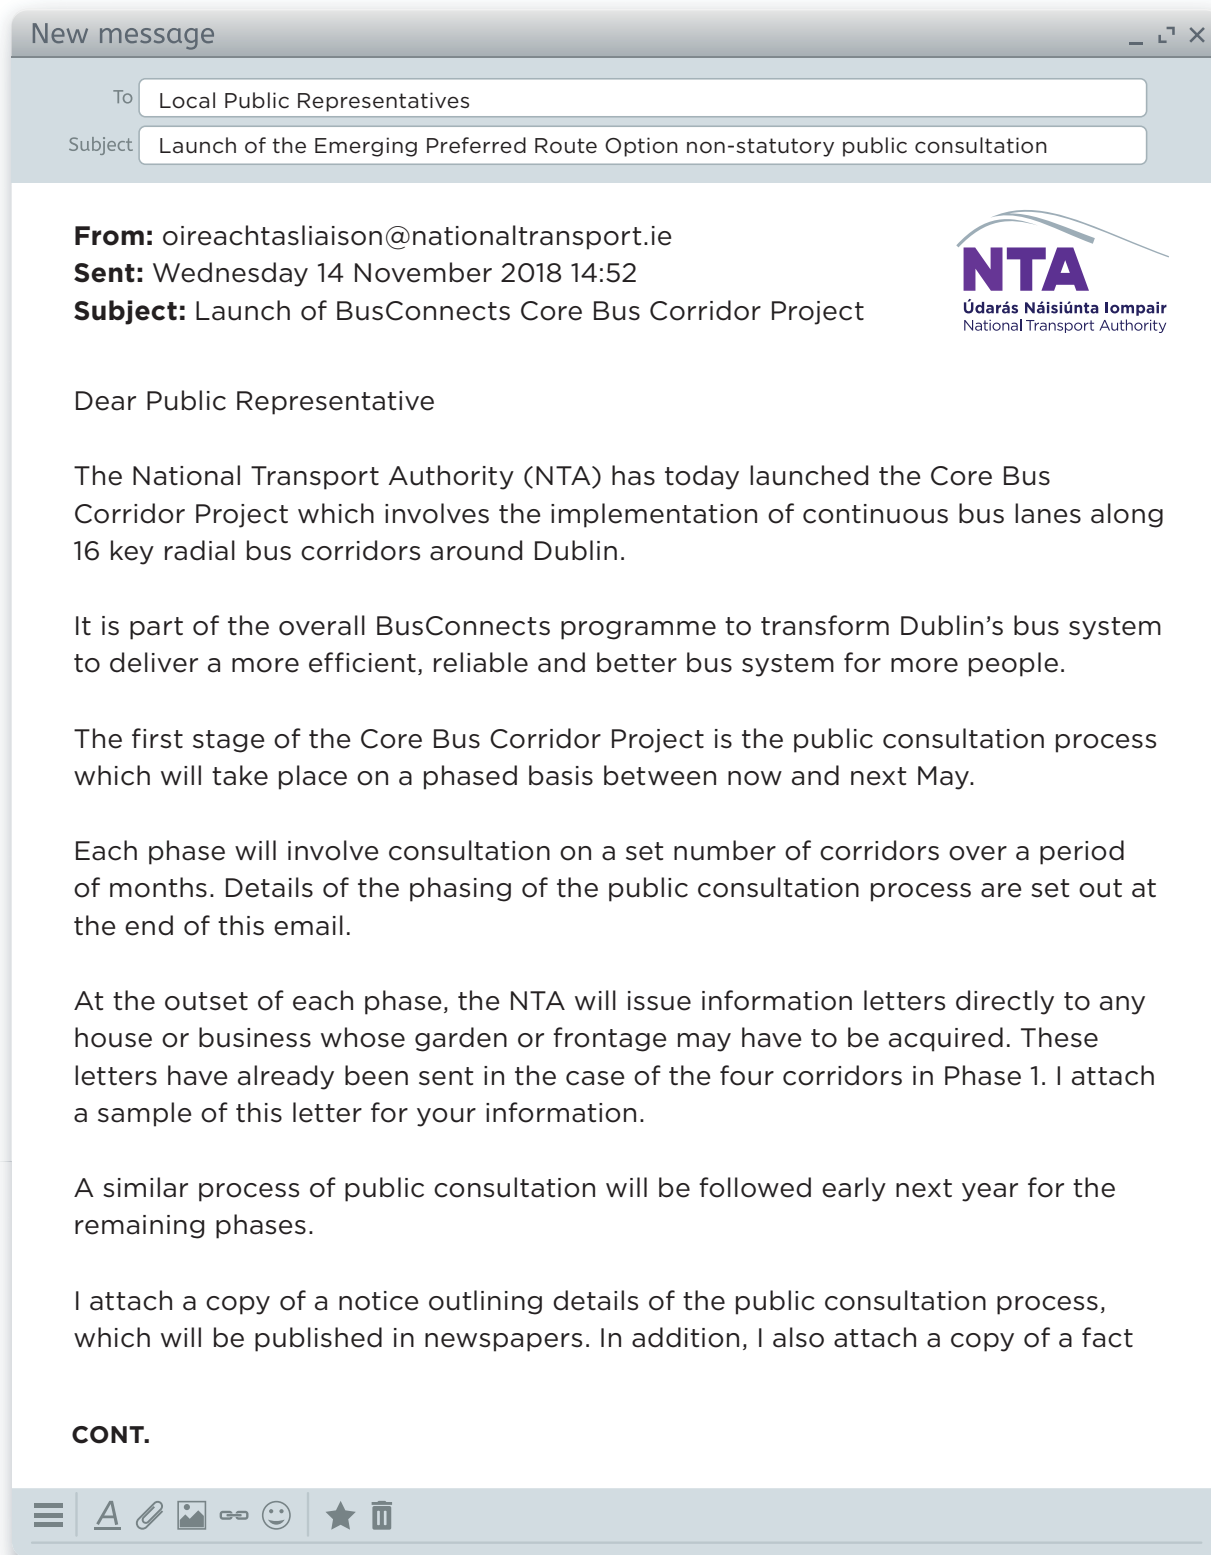 New message
To
Local Public Representatives
Subject
Launch of the Emerging Preferred Route Option non-statutory public consultation
From: oireachtasliaison@nationaltransport.ie
Sent: Wednesday 14 November 2018 14:52
Subject: Launch of BusConnects Core Bus Corridor Project
NTA
Údarás Náisiúnta Iompair
National Transport Authority
Dear Public Representative
The National Transport Authority (NTA) has today launched the Core Bus
Corridor Project which involves the implementation of continuous bus lanes along
16 key radial bus corridors around Dublin.
It is part of the overall BusConnects programme to transform Dublin’s bus system
to deliver a more efficient, reliable and better bus system for more people.
The first stage of the Core Bus Corridor Project is the public consultation process
which will take place on a phased basis between now and next May.
Each phase will involve consultation on a set number of corridors over a period
of months. Details of the phasing of the public consultation process are set out at
the end of this email.
At the outset of each phase, the NTA will issue information letters directly to any
house or business whose garden or frontage may have to be acquired. These
letters have already been sent in the case of the four corridors in Phase 1. I attach
a sample of this letter for your information.
A similar process of public consultation will be followed early next year for the
remaining phases.
I attach a copy of a notice outlining details of the public consultation process,
which will be published in newspapers. In addition, I also attach a copy of a fact
CONT.
A